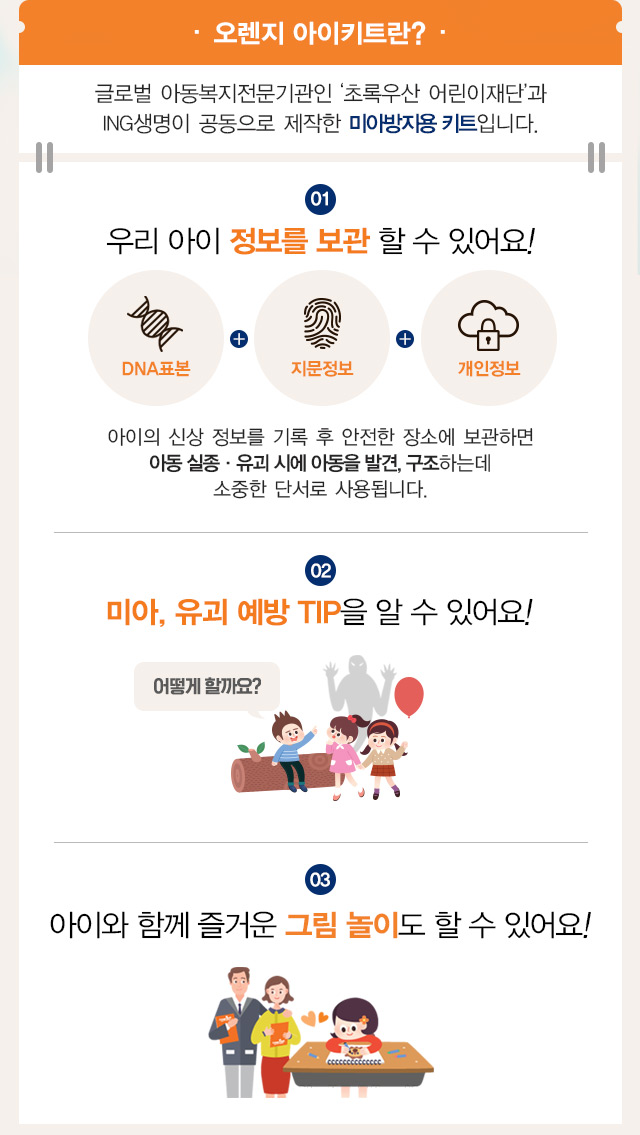 · 오렌지 아이키트란? ·
글로벌 아동복지전문기관인 ‘초록우산 어린이재단’과
ING생명이 공동으로 제작한 미아방지용 키트입니다.
01
우리 아이 정보를 보관 할 수 있어요!
DNA표본 + 지문정보 + 개인정보
아이의 신상 정보를 기록 후 안전한 장소에 보관하면
아동 실종 · 유괴 시에 아동을 발견, 구조하는데
소중한 단서로 사용됩니다.
02
미아, 유괴 예방 TIP을 알 수 있어요!
어떻게 할까요?
03
아이와 함께 즐거운 그림 놀이도 할 수 있어요!